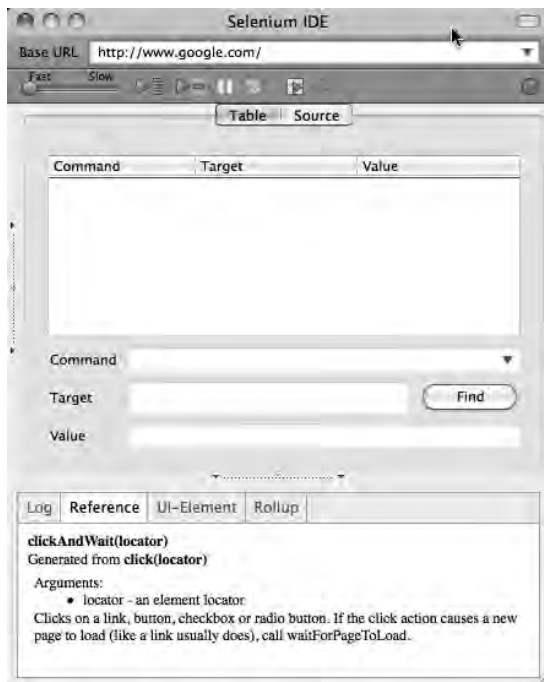 Selenium IDE
Base URL http://www.google.com/
Fast Slow
Table Source
Command Target Value
Command
Target Find
Value
Log Reference UI-Element Rollup
clickAndWait(locator)
Generated from click(locator)
Arguments:
• locator - an element locator
Clicks on a link, button, checkbox or radio button. If the click action causes a new
page to load (like a link usually does), call waitForPageToLoad.